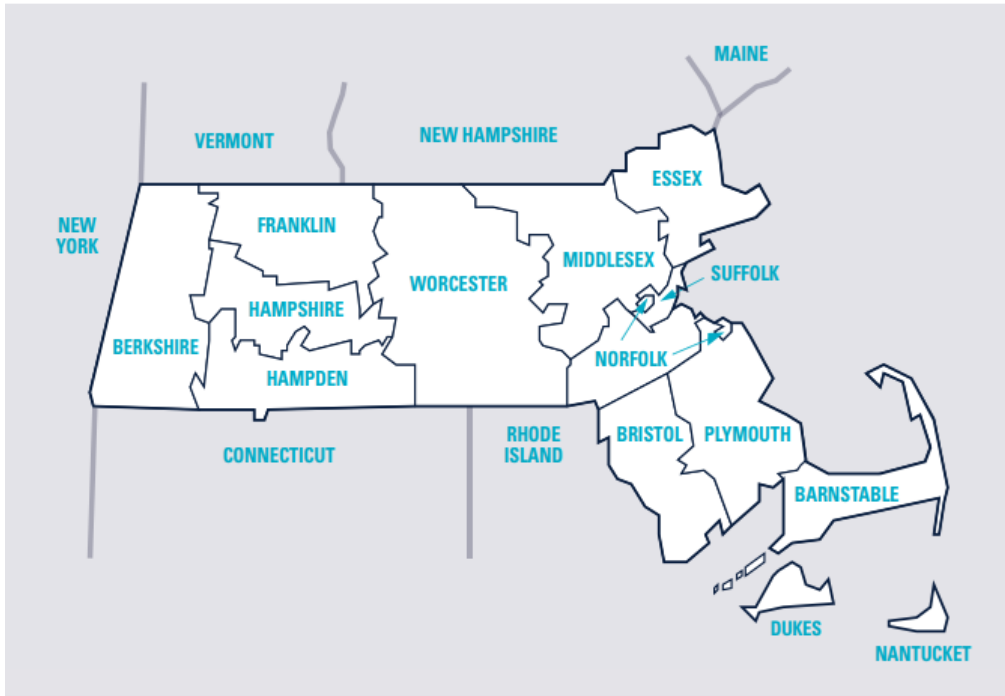 MAINE
VERMONT
NEW HAMPSHIRE
ESSEX
NEW
YORK
FRANKLIN
MIDDLESEX
SUFFOLK
WORCESTER
HAMPSHIRE
BERKSHIRE
NORFOLK
HAMPDEN
CONNECTICUT
RHODE
ISLAND
BRISTOL
PLYMOUTH
BARNSTABLE
DUKES
NANTUCKET